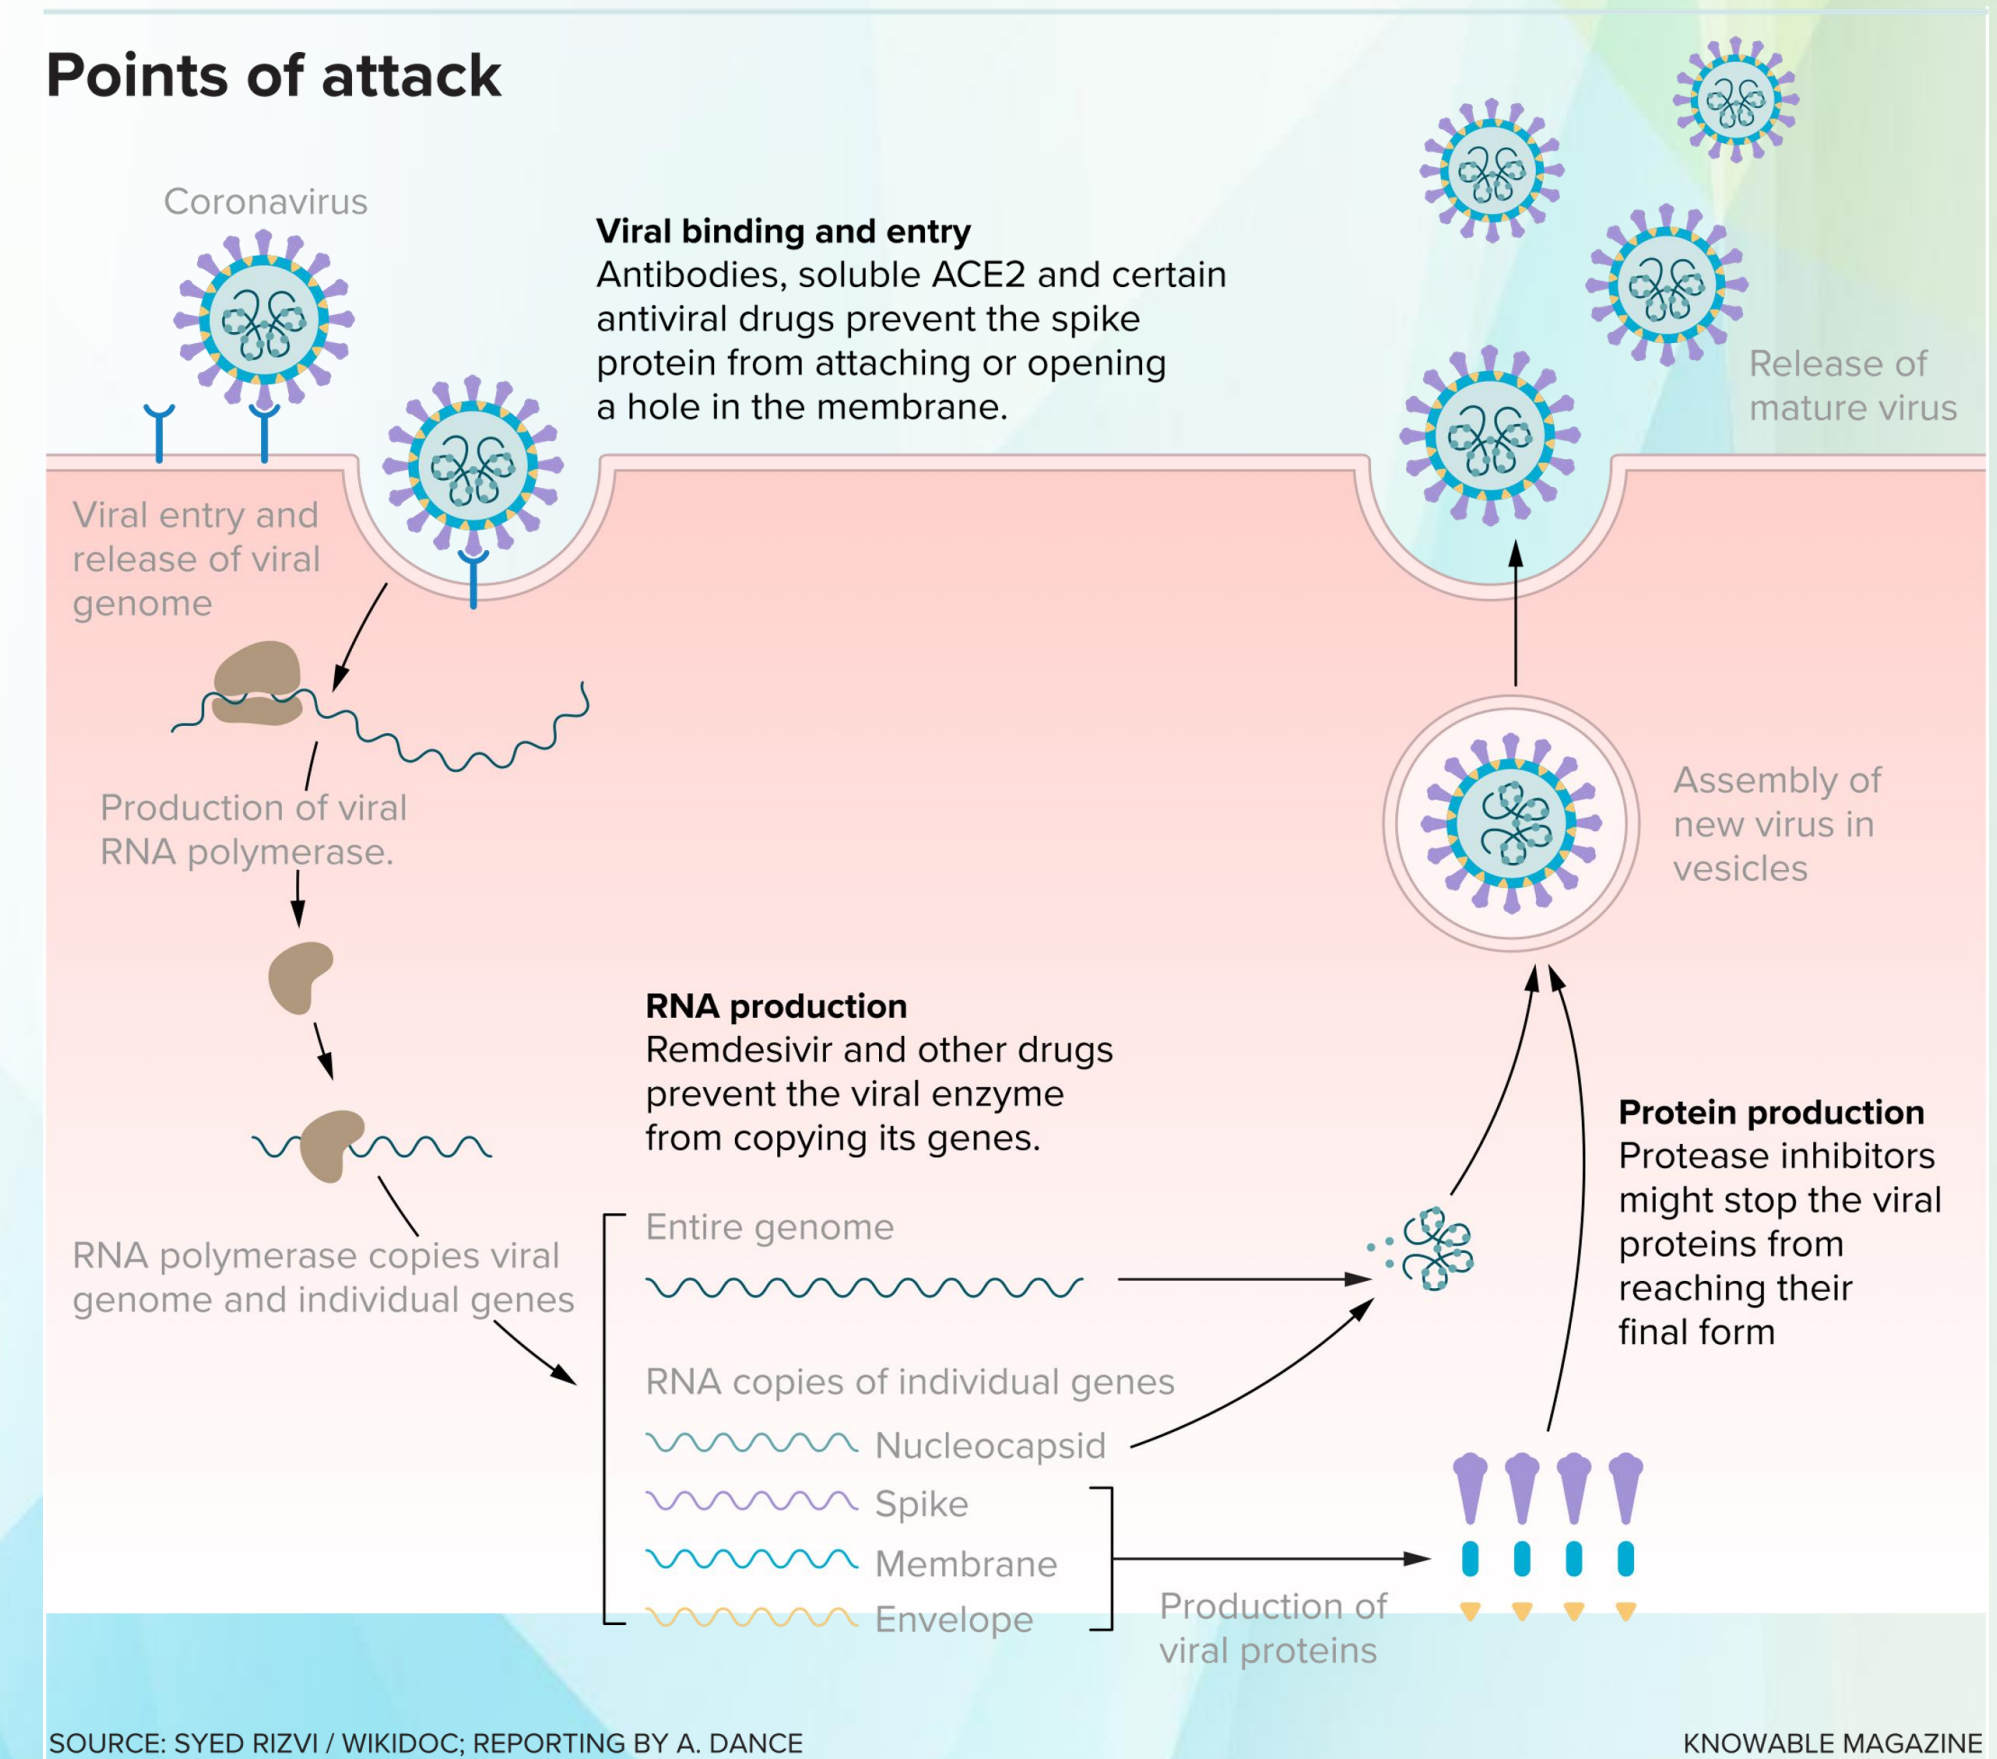 Points of attack
Coronavirus
Viral binding and entry
Antibodies, soluble ACE2 and certain
antiviral drugs prevent the spike
protein from attaching or opening
a hole in the membrane.
Release of
mature virus
Viral entry and
release of viral
genome
Production of viral
RNA polymerase.
Assembly of
new virus in
vesicles
RNA production
Remdesivir and other drugs
prevent the viral enzyme
from copying its genes.
Protein production
Protease inhibitors
might stop the viral
proteins from
reaching their
final form
RNA polymerase copies viral
genome and individual genes
Entire genome
RNA copies of individual genes
Nucleocapsid
Spike
Membrane
Envelope
Production of
viral proteins
SOURCE: SYED RIZVI / WIKIDOC; REPORTING BY A. DANCE
KNOWABLE MAGAZINE